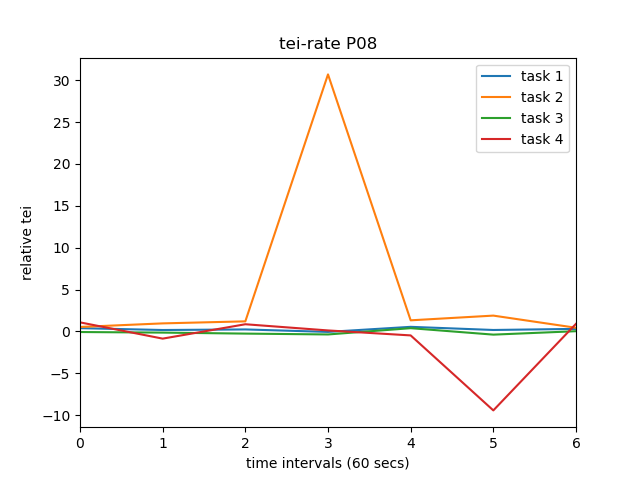 tei-rate P08
task 1
task 2
task 3
task 4
relative tei
30
25
20
15
10
5
0
−5
−10
0 1 2 3 4 5 6
time intervals (60 secs)